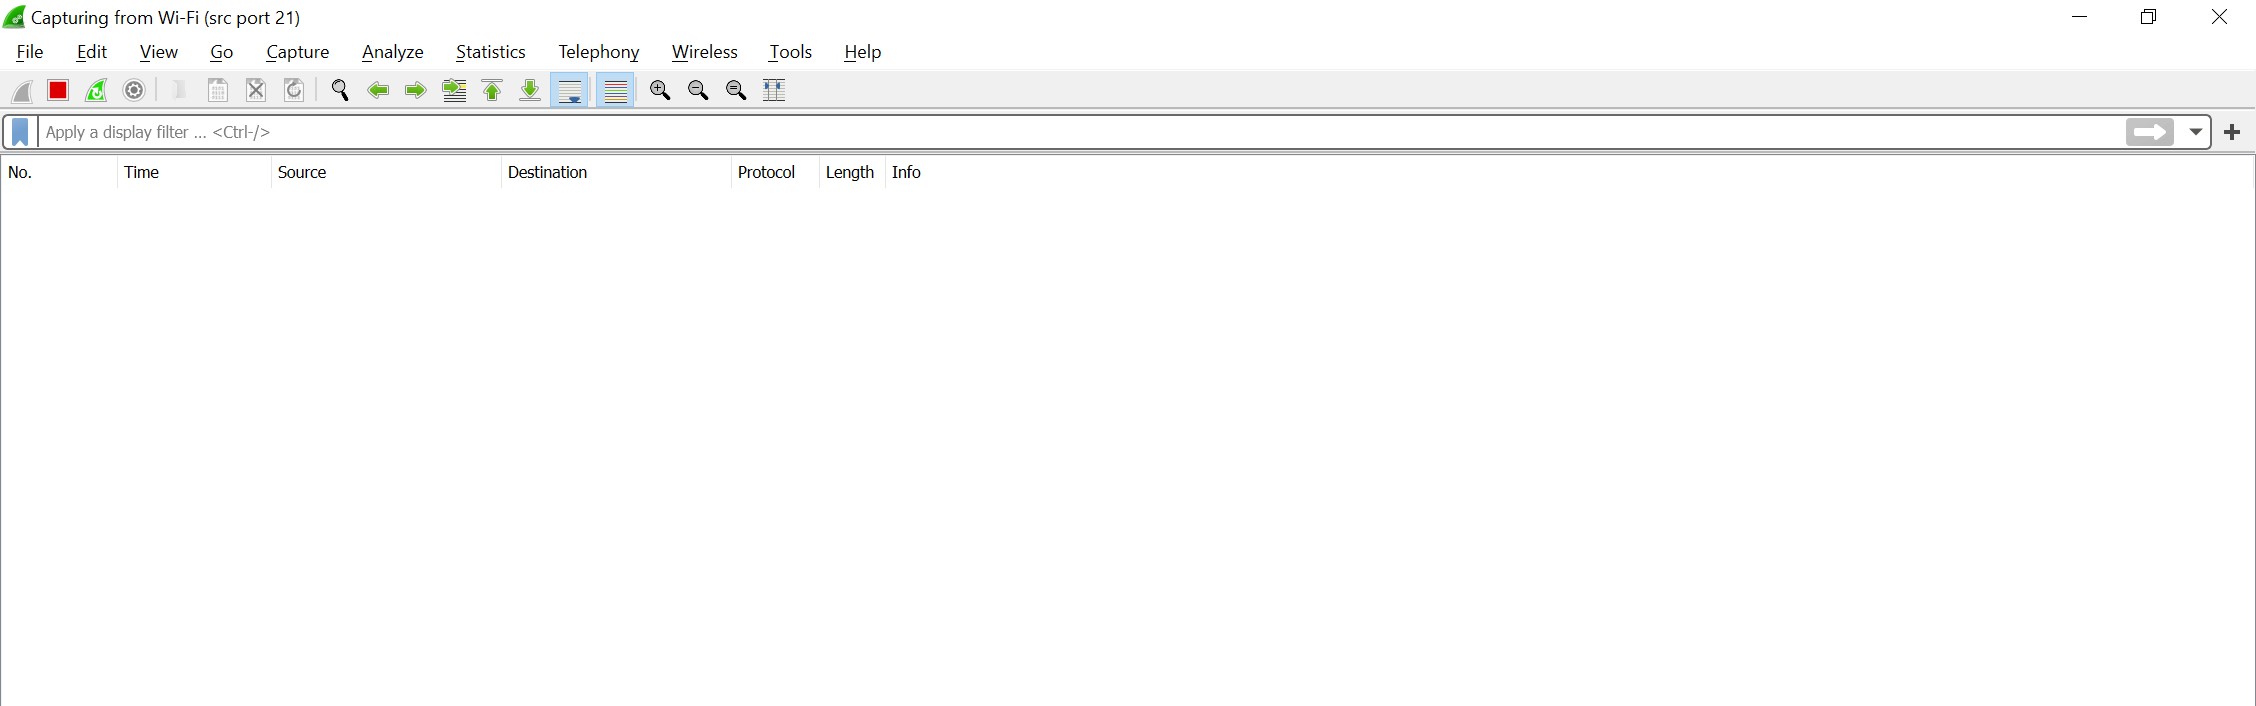 Capturing from Wi-Fi (src port 21)
File Edit View Go Capture Analyze Statistics Telephony Wireless Tools Help
Apply a display filter ... <Ctrl-/>
No. Time Source Destination Protocol Length Info